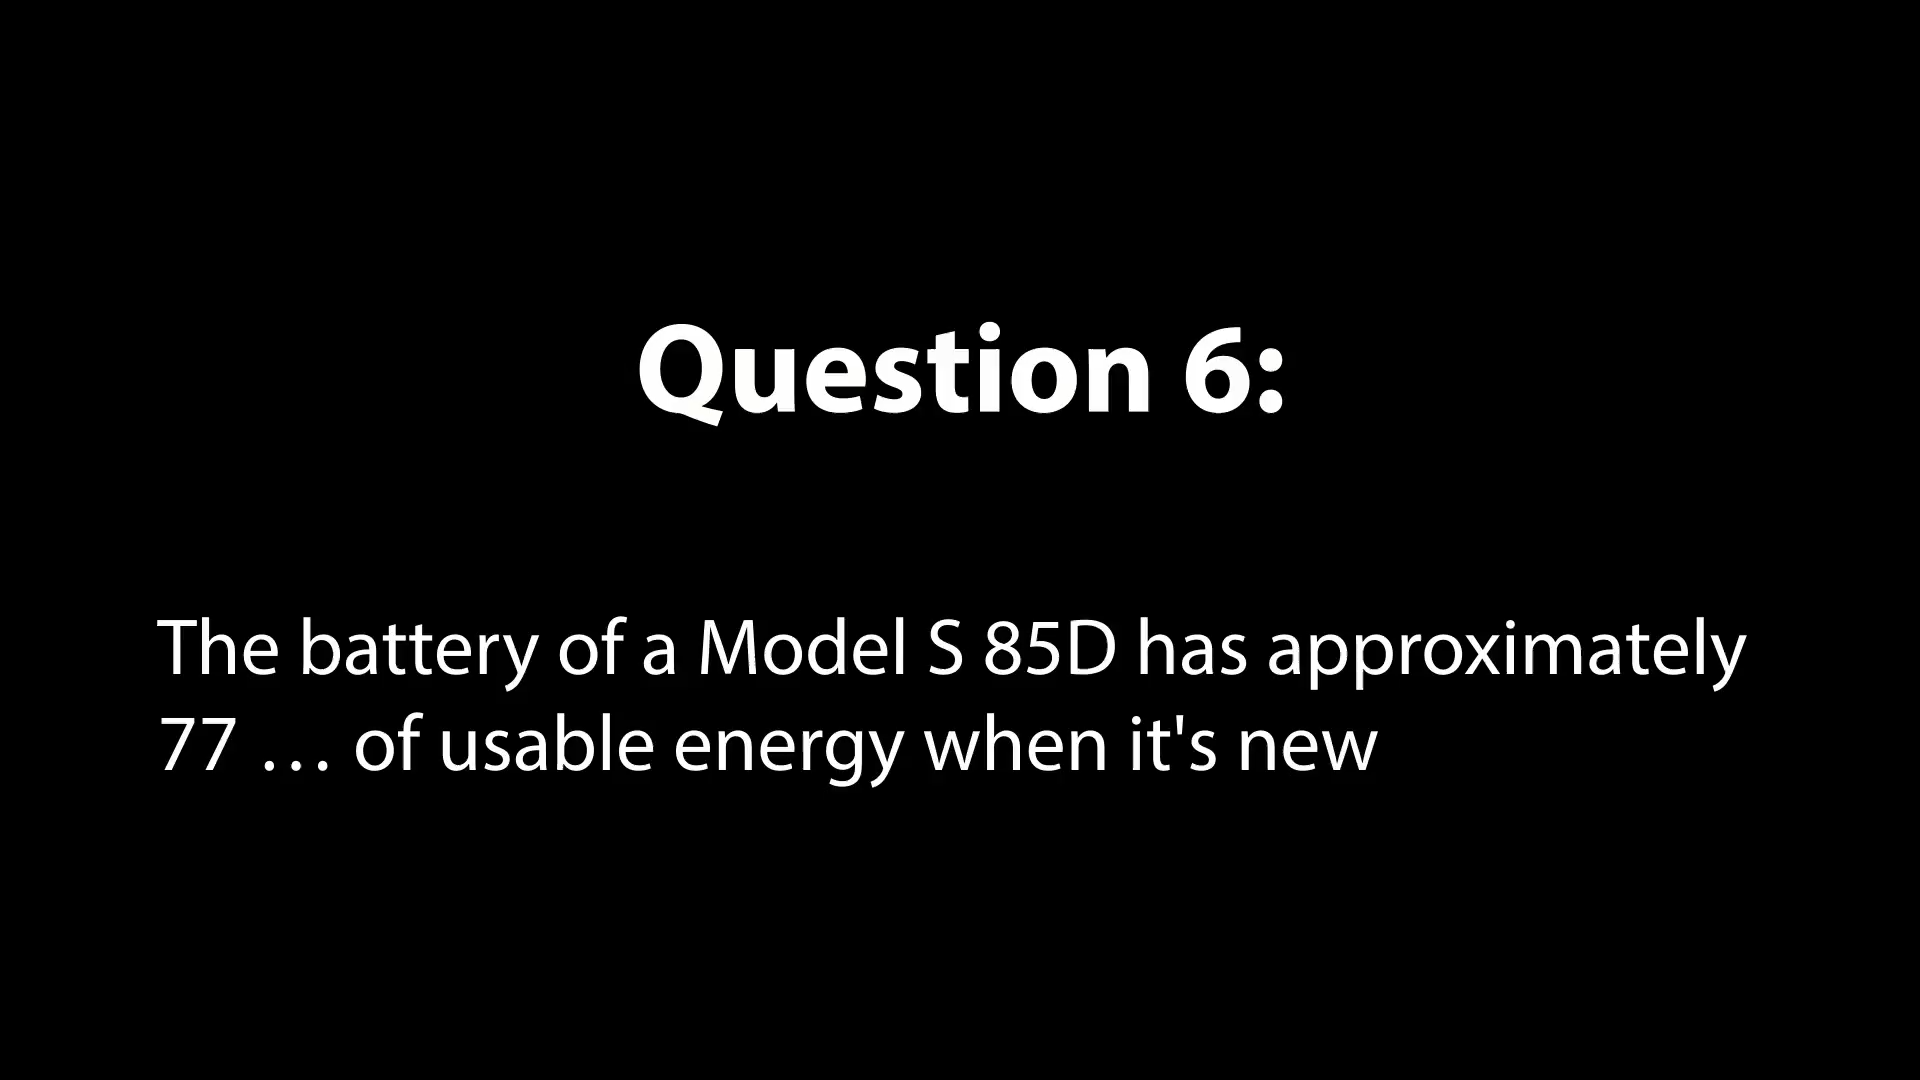 Question 6:
The battery of a Model S 85D has approximately
77 … of usable energy when it's new